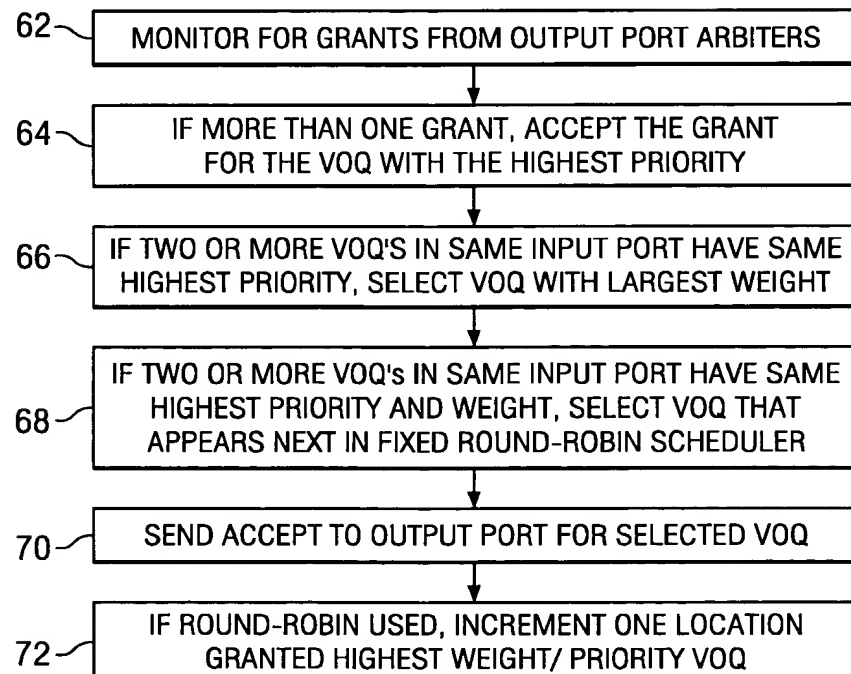 62
MONITOR FOR GRANTS FROM OUTPUT PORT ARBITERS
64
IF MORE THAN ONE GRANT, ACCEPT THE GRANT
FOR THE VOQ WITH THE HIGHEST PRIORITY
66
IF TWO OR MORE VOQ'S IN SAME INPUT PORT HAVE SAME
HIGHEST PRIORITY, SELECT VOQ WITH LARGEST WEIGHT
68
IF TWO OR MORE VOQ's IN SAME INPUT PORT HAVE SAME
HIGHEST PRIORITY AND WEIGHT, SELECT VOQ THAT
APPEARS NEXT IN FIXED ROUND-ROBIN SCHEDULER
70
SEND ACCEPT TO OUTPUT PORT FOR SELECTED VOQ
72
IF ROUND-ROBIN USED, INCREMENT ONE LOCATION
GRANTED HIGHEST WEIGHT/ PRIORITY VOQ